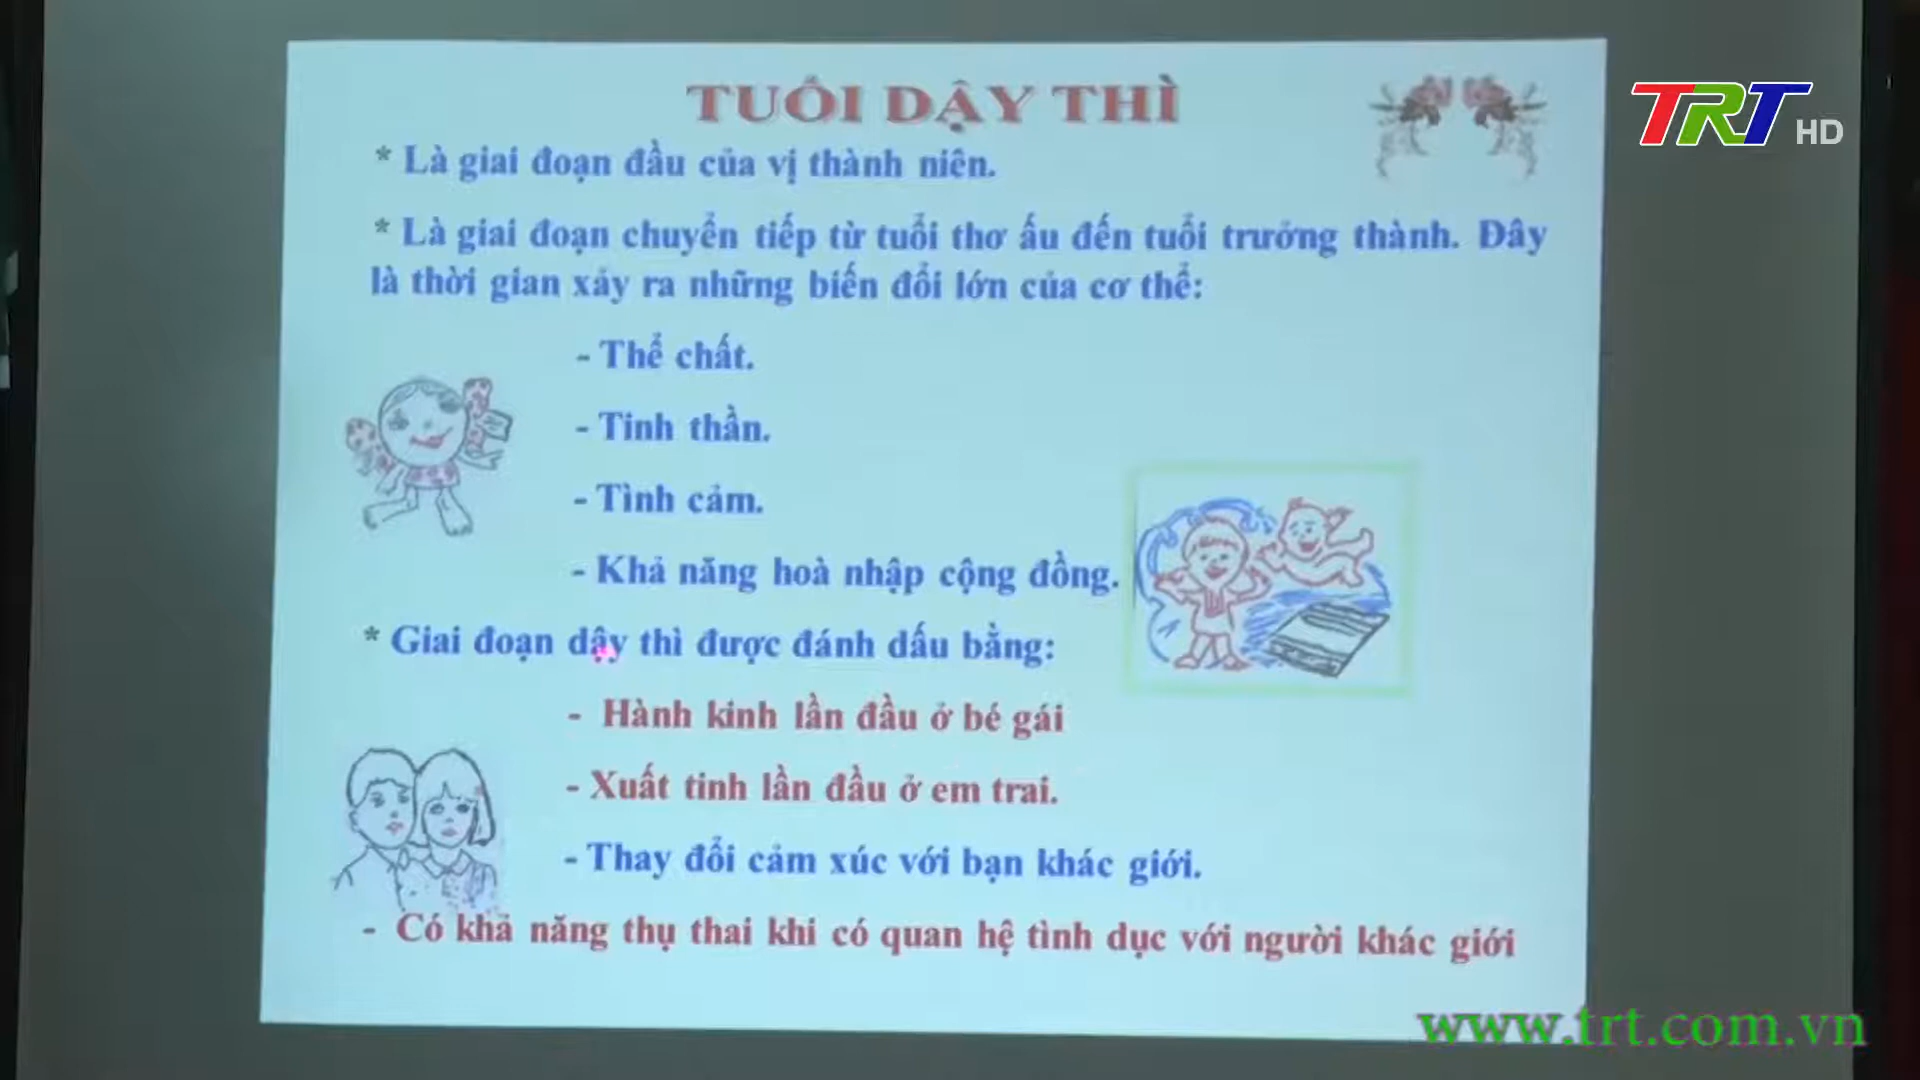 TUỔI DẬY THÌ
TRT HD
* Là giai đoạn đầu của vị thành niên.
* Là giai đoạn chuyển tiếp từ tuổi thơ ấu đến tuổi trưởng thành. Đây
là thời gian xảy ra những biến đổi lớn của cơ thể:
- Thể chất.
- Tinh thần.
- Tình cảm.
- Khả năng hoà nhập cộng đồng.
* Giai đoạn dậy thì được đánh dấu bằng:
- Hành kinh lần đầu ở bé gái
- Xuất tinh lần đầu ở em trai.
- Thay đổi cảm xúc với bạn khác giới.
- Có khả năng thụ thai khi có quan hệ tình dục với người khác giới
www.trt.com.vn